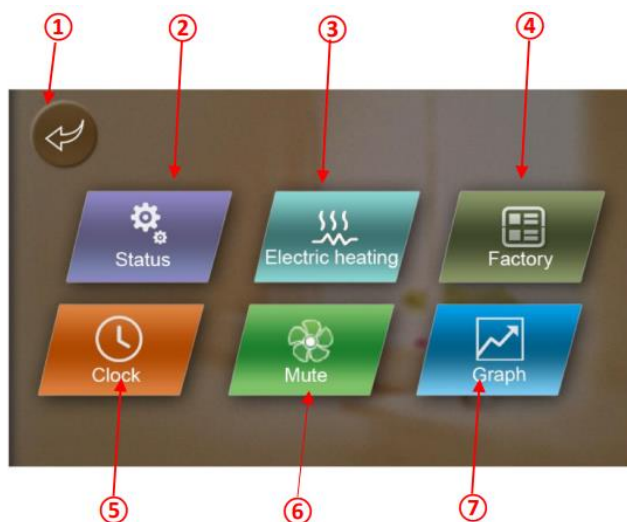 ① ② ③ ④
Status Electric heating Factory
Clock Mute Graph
⑤ ⑥ ⑦